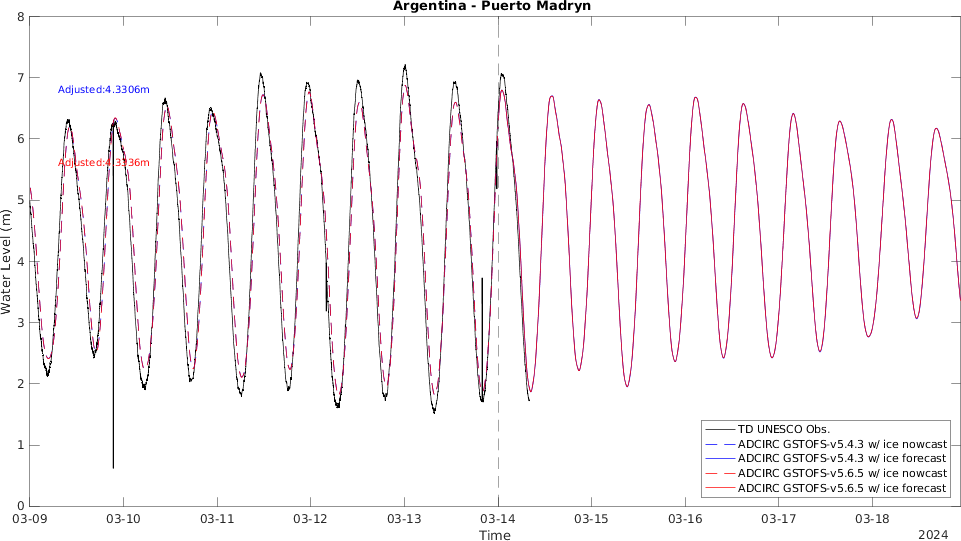 Argentina - Puerto Madryn
8
7
6
5
4
3
2
1
0
Water Level (m)
Adjusted:4.3306m
Adjusted:4.3336m
TD UNESCO Obs.
ADCIRC GSTOFS-v5.4.3 w/ ice nowcast
ADCIRC GSTOFS-v5.4.3 w/ ice forecast
ADCIRC GSTOFS-v5.6.5 w/ ice nowcast
ADCIRC GSTOFS-v5.6.5 w/ ice forecast
03-09 03-10 03-11 03-12 03-13 03-14 03-15 03-16 03-17 03-18
Time
2024